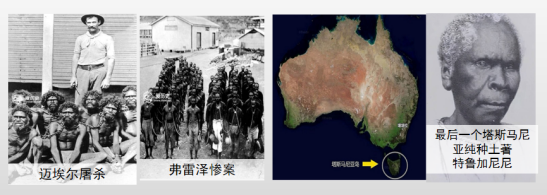 迈埃尔屠杀
弗雷泽惨案
塔斯马尼亚岛
最后一个塔斯马尼
亚纯种土著
特鲁加尼尼